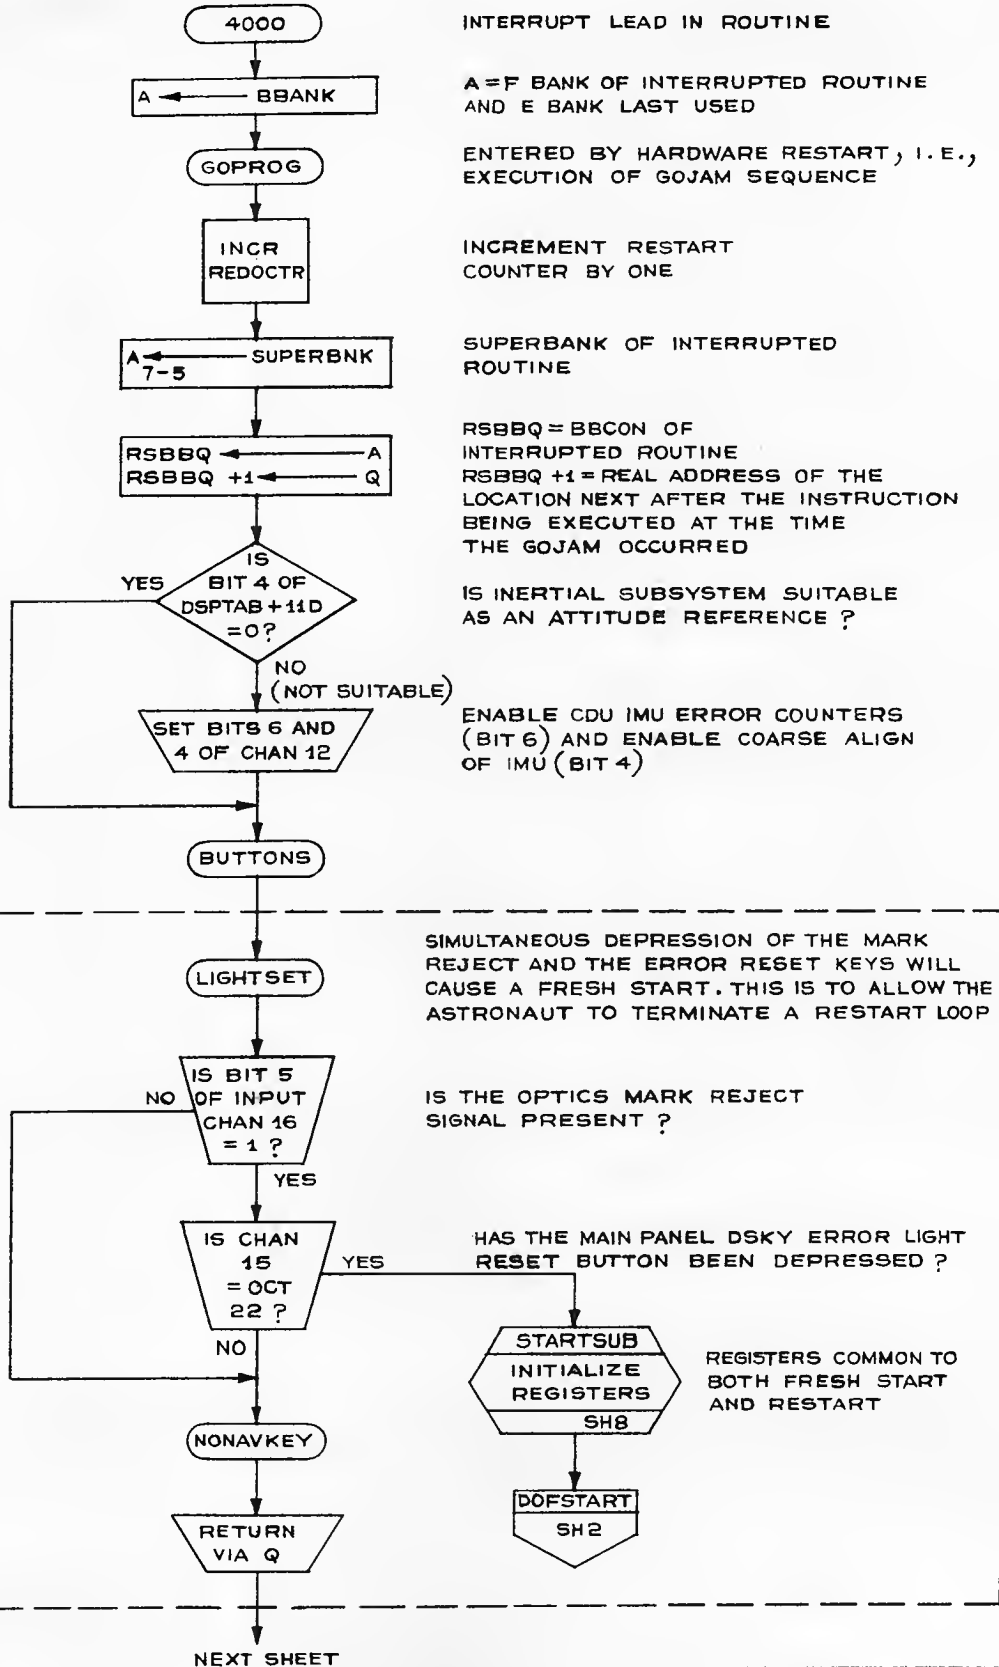 4000
INTERRUPT LEAD IN ROUTINE
A ← BBANK
A = F BANK OF INTERRUPTED ROUTINE
AND E BANK LAST USED
GOPROG
ENTERED BY HARDWARE RESTART, I.E.,
EXECUTION OF GOJAM SEQUENCE
INCR
REDOCTR
INCREMENT RESTART
COUNTER BY ONE
A ← SUPERBNK
7-5
SUPERBANK OF INTERRUPTED
ROUTINE
RSBBQ ← A
RSBBQ +1 ← Q
RSBBQ = BBCON OF
INTERRUPTED ROUTINE
RSBBQ +1 = REAL ADDRESS OF THE
LOCATION NEXT AFTER THE INSTRUCTION
BEING EXECUTED AT THE TIME
THE GOJAM OCCURRED
IS
BIT 4 OF
DSPTAB+11D
=0?
YES
IS INERTIAL SUBSYSTEM SUITABLE
AS AN ATTITUDE REFERENCE ?
NO
(NOT SUITABLE)
SET BITS 6 AND
4 OF CHAN 12
ENABLE CDU IMU ERROR COUNTERS
(BIT 6) AND ENABLE COARSE ALIGN
OF IMU (BIT 4)
BUTTONS
SIMULTANEOUS DEPRESSION OF THE MARK
REJECT AND THE ERROR RESET KEYS WILL
CAUSE A FRESH START. THIS IS TO ALLOW THE
ASTRONAUT TO TERMINATE A RESTART LOOP
LIGHTSET
IS BIT 5
OF INPUT
CHAN 16
= 1 ?
NO
IS THE OPTICS MARK REJECT
SIGNAL PRESENT ?
YES
IS CHAN
15
= OCT
22 ?
YES
HAS THE MAIN PANEL DSKY ERROR LIGHT
RESET BUTTON BEEN DEPRESSED ?
NO
STARTSUB
INITIALIZE
REGISTERS
SH8
REGISTERS COMMON TO
BOTH FRESH START
AND RESTART
NONAVKEY
DOFSTART
SH2
RETURN
VIA Q
NEXT SHEET